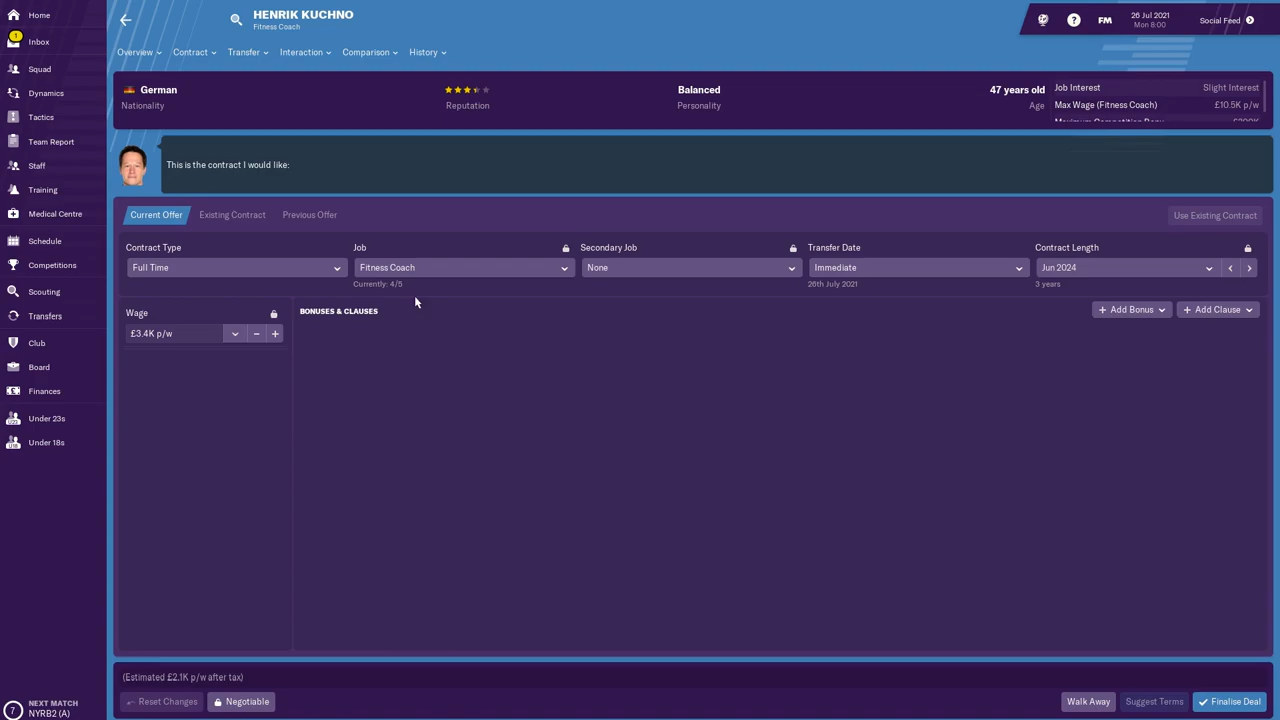 Home
HENRIK KUCHNO
Fitness Coach
FM
26 Jul 2021
Mon 8:00
Social Feed
1
Inbox
Overview
Contract
Transfer
Interaction
Comparison
History
Squad
Dynamics
Tactics
Team Report
Staff
Training
Medical Centre
Schedule
Competitions
Scouting
Transfers
Club
Board
Finances
Under 23s
Under 18s
German
Nationality
Reputation
Balanced
Personality
47 years old
Age
Job Interest Slight Interest
Max Wage (Fitness Coach) £10.5K p/w
This is the contract I would like:
Current Offer Existing Contract Previous Offer
Use Existing Contract
Contract Type Job Secondary Job Transfer Date Contract Length
Full Time Fitness Coach None Immediate Jun 2024
Currently: 4/5 26th July 2021 3 years
Wage
BONUSES & CLAUSES
+ Add Bonus + Add Clause
£3.4K p/w
(Estimated £2.1K p/w after tax)
Reset Changes Negotiable Walk Away Suggest Terms Finalise Deal
7
NEXT MATCH
NYRB2 (A)